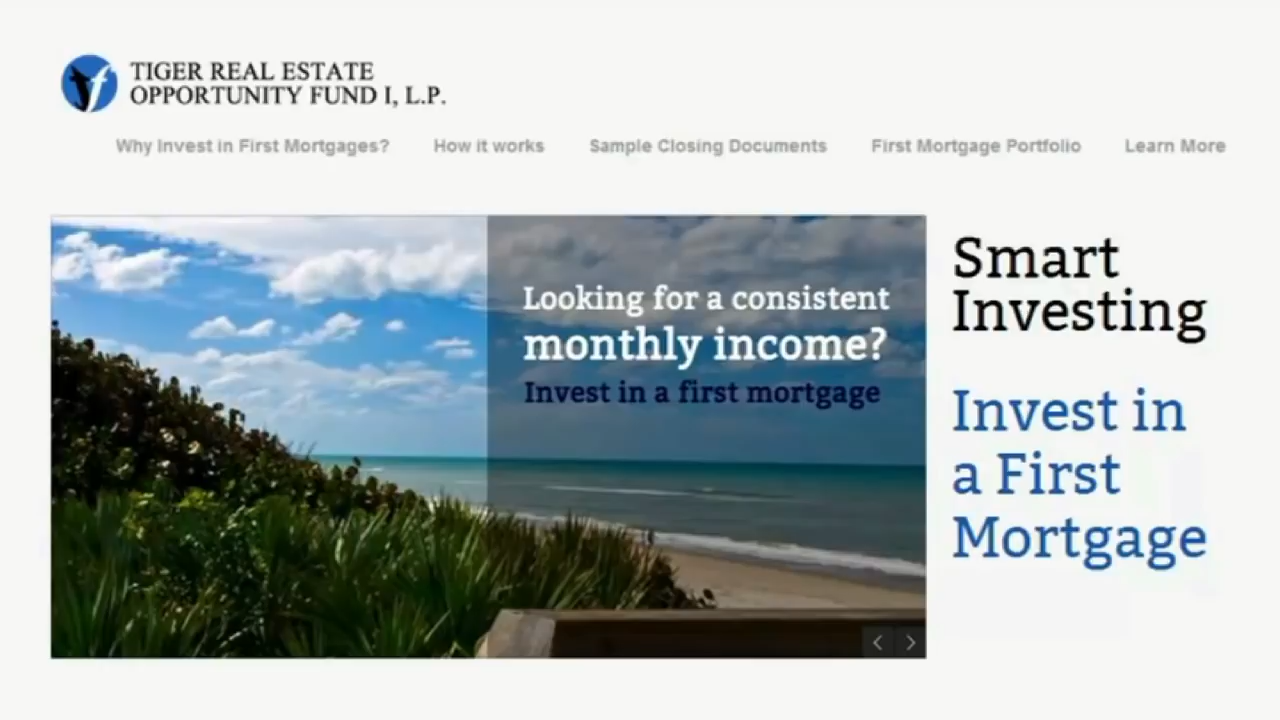 TIGER REAL ESTATE
OPPORTUNITY FUND I, L.P.
Why Invest in First Mortgages? How it works Sample Closing Documents First Mortgage Portfolio Learn More
Looking for a consistent
monthly income?
Invest in a first mortgage
Smart
Investing
Invest in
a First
Mortgage